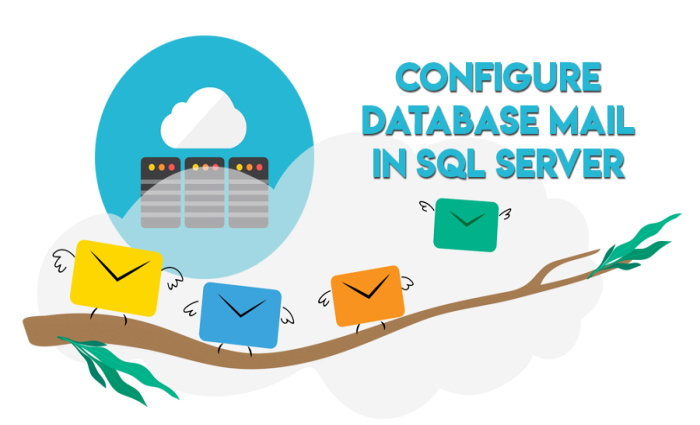 CONFIGURE
DATABASE MAIL
IN SQL SERVER